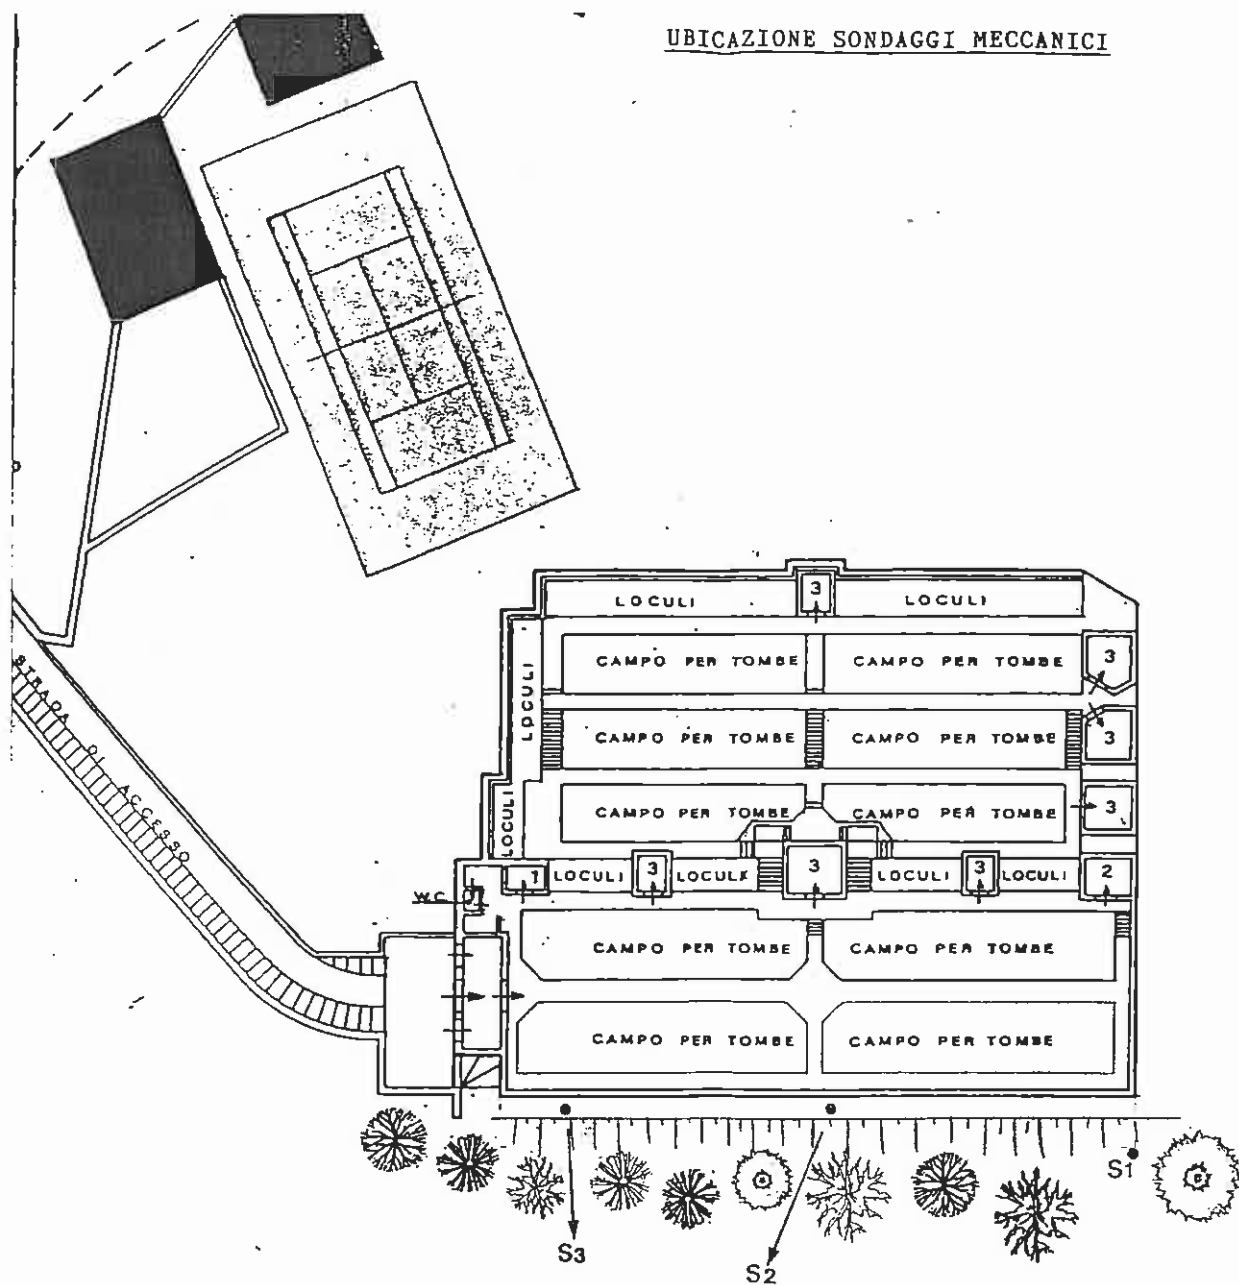 UBICAZIONE SONDAGGI MECCANICI
3
LOCULI LOCULI
LOCULI
CAMPO PER TOMBE CAMPO PER TOMBE 3
STRADA DI ACCESSO
CAMPO PER TOMBE CAMPO PER TOMBE 3
LOCULI
CAMPO PER TOMBE CAMPO PER TOMBE 3
1 LOCULI 3 LOCULI 3 LOCULI 3 LOCULI 2
W.C.
CAMPO PER TOMBE CAMPO PER TOMBE
CAMPO PER TOMBE CAMPO PER TOMBE
S1
S3
S2